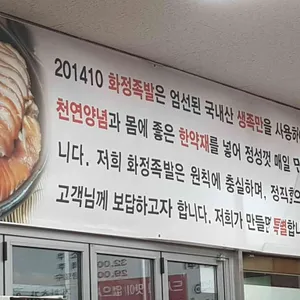 201410 화정족발은 엄선된 국내산 생족만을 사용하
천연양념과 몸에 좋은 한약재를 넣어 정성껏 매일
니다. 저희 화정족발은 원칙에 충실하며, 정직
고객님께 보답하고자 합니다. 저희가 만들면 특별합
32,00
29,00